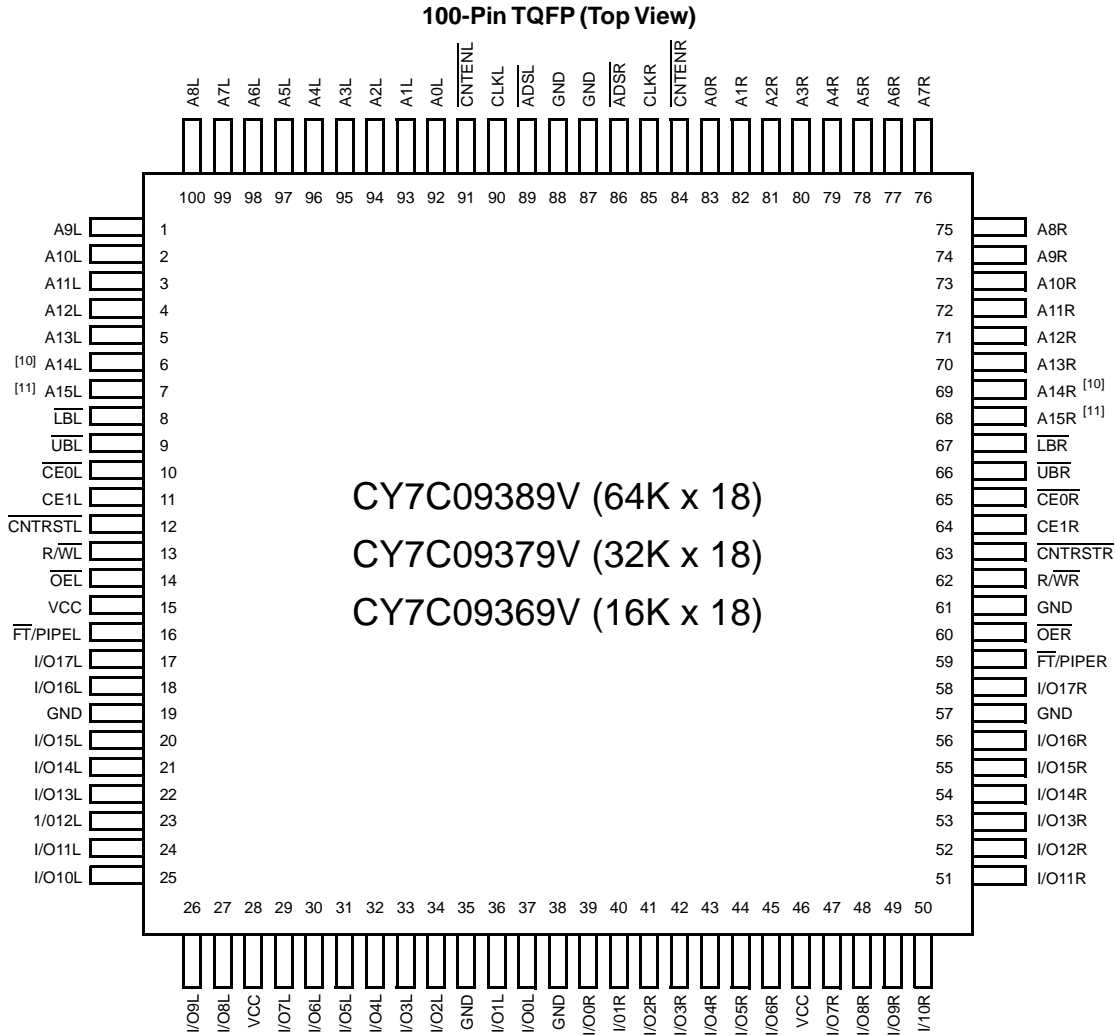 100-Pin TQFP (Top View)
A8L A7L A6L A5L A4L A3L A2L A1L A0L CNTENL CLKL ADSL GND GND ADSR CLKR CNTENR A0R A1R A2R A3R A4R A5R A6R A7R
100 99 98 97 96 95 94 93 92 91 90 89 88 87 86 85 84 83 82 81 80 79 78 77 76
A9L 1 75 A8R
A10L 2 74 A9R
A11L 3 73 A10R
A12L 4 72 A11R
A13L 5 71 A12R
[10] A14L 6 70 A13R
[11] A15L 7 69 A14R [10]
LBL 8 68 A15R [11]
UBL 9 67 LBR
CE0L 10 66 UBR
CE1L 11 65 CE0R
CNTRSTL 12 64 CE1R
R/WL 13 63 CNTRSTR
OEL 14 62 R/WR
VCC 15 61 GND
FT/PIPEL 16 60 OER
I/O17L 17 59 FT/PIPER
I/O16L 18 58 I/O17R
GND 19 57 GND
I/O15L 20 56 I/O16R
I/O14L 21 55 I/O15R
I/O13L 22 54 I/O14R
1/012L 23 53 I/O13R
I/O11L 24 52 I/O12R
I/O10L 25 51 I/O11R
CY7C09389V (64K x 18)
CY7C09379V (32K x 18)
CY7C09369V (16K x 18)
26 27 28 29 30 31 32 33 34 35 36 37 38 39 40 41 42 43 44 45 46 47 48 49 50
I/O9L I/O8L VCC I/O7L I/O6L I/O5L I/O4L I/O3L I/O2L GND I/O1L I/O0L GND I/O0R I/01R I/O2R I/O3R I/O4R I/O5R I/O6R VCC I/O7R I/O8R I/O9R I/10R